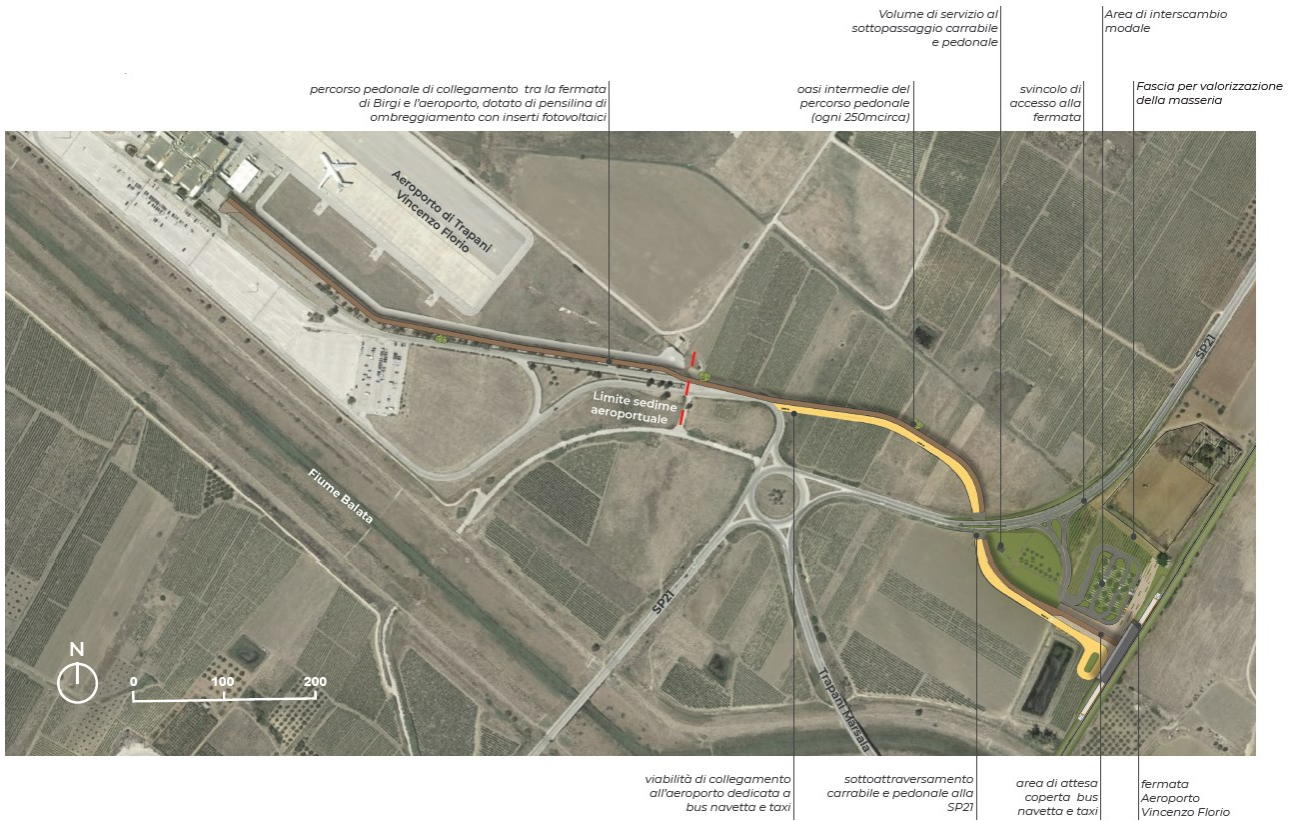 Volume di servizio al
sottopassaggio carrabile
e pedonale
Area di interscambio
modale
percorso pedonale di collegamento tra la fermata
di Birgi e l'aeroporto, dotato di pensilina di
ombreggiamento con inserti fotovoltaici
oasi intermedie del
percorso pedonale
(ogni 250mcirca)
svincolo di
accesso alla
fermata
Fascia per valorizzazione
della masseria
Aeroporto di Trapani
Vincenzo Florio
SP21
Limite sedime
aeroportuale
Fiume Balata
SP21
Trapani Marsala
N
0 100 200
viabilità di collegamento
all'aeroporto dedicata a
bus navetta e taxi
sottoattraversamento
carrabile e pedonale alla
SP21
area di attesa
coperta bus
navetta e taxi
fermata
Aeroporto
Vincenzo Florio